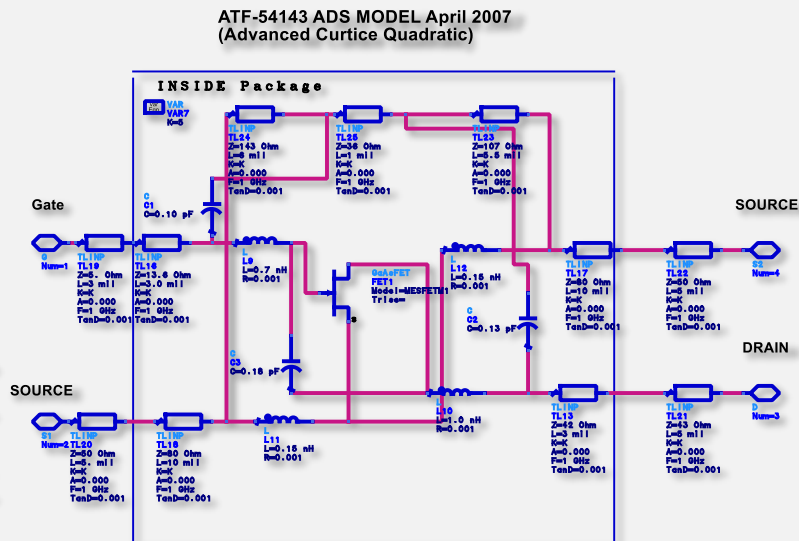 ATF-54143 ADS MODEL April 2007
(Advanced Curtice Quadratic)
INSIDE Package
VAR
VAR7
K=5
TLINP
TL24
Z=143 Ohm
L=8 mil
K=K
A=0.000
F=1 GHz
TanD=0.001
TLINP
TL25
Z=36 Ohm
L=1 mil
K=K
A=0.000
F=1 GHz
TanD=0.001
TLINP
TL23
Z=107 Ohm
L=5.5 mil
K=K
A=0.000
F=1 GHz
TanD=0.001
C
C1
C=0.10 pF
Gate
G
Num=1
TLINP
TL19
Z=5. Ohm
L=3 mil
K=K
A=0.000
F=1 GHz
TanD=0.001
TLINP
Z=13.6 Ohm
L=3.0 mil
K=K
A=0.000
F=1 GHz
TanD=0.001
L
L9
L=0.7 nH
R=0.001
GaAsFET
FET1
Model=MESFETM1
Trise=
s
L
L12
L=0.15 nH
R=0.001
C
C2
C=0.13 pF
TLINP
TL17
Z=80 Ohm
L=10 mil
K=K
A=0.000
F=1 GHz
TanD=0.001
TLINP
TL22
Z=50 Ohm
L=5 mil
K=K
A=0.000
F=1 GHz
TanD=0.001
SOURCE
S2
Num=4
C
C3
C=0.18 pF
SOURCE
S1
Num=2
TLINP
TL20
Z=50 Ohm
L=5. mil
K=K
A=0.000
F=1 GHz
TanD=0.001
TLINP
Z=80 Ohm
L=10 mil
K=K
A=0.000
F=1 GHz
TanD=0.001
L
L11
L=0.15 nH
R=0.001
L
L10
L=1.0 nH
R=0.001
TLINP
TL13
Z=42 Ohm
L=3 mil
K=K
A=0.000
F=1 GHz
TanD=0.001
TLINP
TL21
Z=43 Ohm
L=5 mil
K=K
A=0.000
F=1 GHz
TanD=0.001
DRAIN
D
Num=3